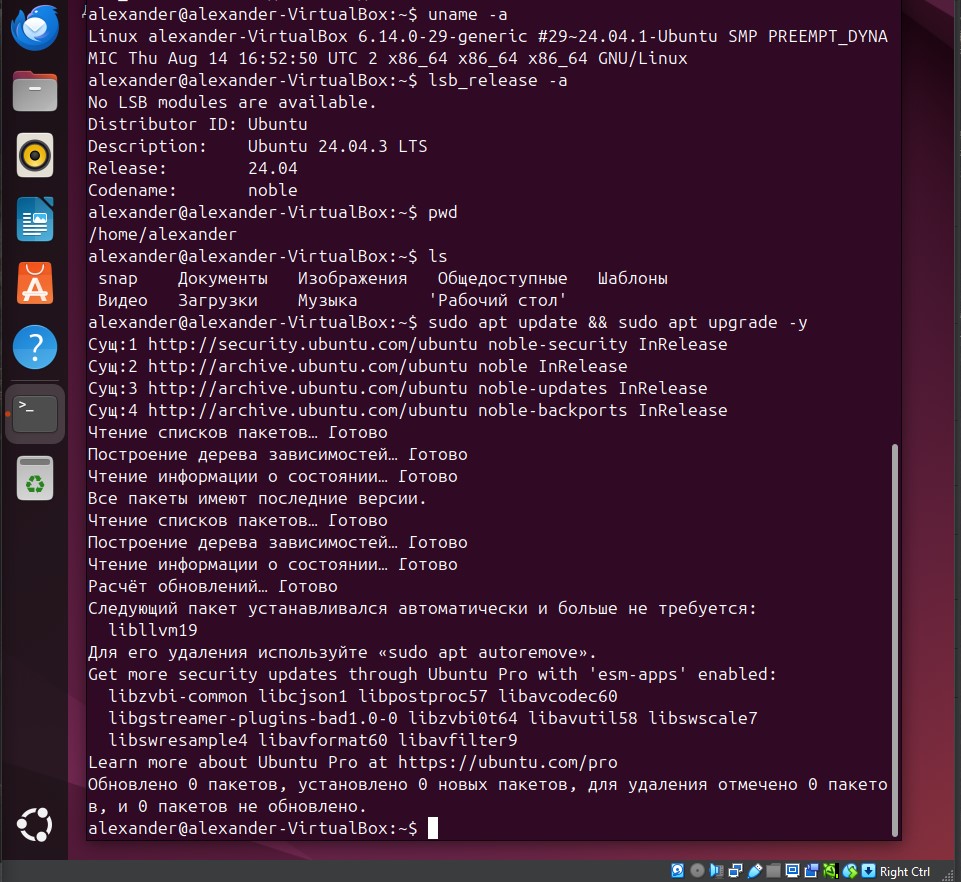 alexander@alexander-VirtualBox:~$ uname -a
Linux alexander-VirtualBox 6.14.0-29-generic #29~24.04.1-Ubuntu SMP PREEMPT_DYNA
MIC Thu Aug 14 16:52:50 UTC 2 x86_64 x86_64 x86_64 GNU/Linux
alexander@alexander-VirtualBox:~$ lsb_release -a
No LSB modules are available.
Distributor ID: Ubuntu
Description:    Ubuntu 24.04.3 LTS
Release:        24.04
Codename:       noble
alexander@alexander-VirtualBox:~$ pwd
/home/alexander
alexander@alexander-VirtualBox:~$ ls
 snap    Документы   Изображения   Общедоступные   Шаблоны
 Видео   Загрузки    Музыка       'Рабочий стол'
alexander@alexander-VirtualBox:~$ sudo apt update && sudo apt upgrade -y
Сущ:1 http://security.ubuntu.com/ubuntu noble-security InRelease
Сущ:2 http://archive.ubuntu.com/ubuntu noble InRelease
Сущ:3 http://archive.ubuntu.com/ubuntu noble-updates InRelease
Сущ:4 http://archive.ubuntu.com/ubuntu noble-backports InRelease
Чтение списков пакетов… Готово
Построение дерева зависимостей… Готово
Чтение информации о состоянии… Готово
Все пакеты имеют последние версии.
Чтение списков пакетов… Готово
Построение дерева зависимостей… Готово
Чтение информации о состоянии… Готово
Расчёт обновлений… Готово
Следующий пакет устанавливался автоматически и больше не требуется:
  libllvm19
Для его удаления используйте «sudo apt autoremove».
Get more security updates through Ubuntu Pro with 'esm-apps' enabled:
  libzvbi-common libcjson1 libpostproc57 libavcodec60
  libgstreamer-plugins-bad1.0-0 libzvbi0t64 libavutil58 libswscale7
  libswresample4 libavformat60 libavfilter9
Learn more about Ubuntu Pro at https://ubuntu.com/pro
Обновлено 0 пакетов, установлено 0 новых пакетов, для удаления отмечено 0 пакето
в, и 0 пакетов не обновлено.
alexander@alexander-VirtualBox:~$
Right Ctrl